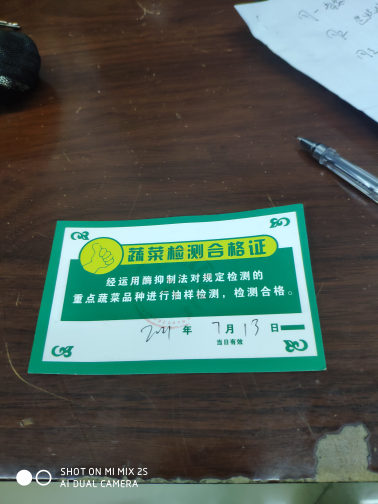 蔬菜检测合格证
经运用酶抑制法对规定检测的
重点蔬菜品种进行抽样检测，检测合格。
年 7月13日
当日有效
SHOT ON MI MIX 2S
AI DUAL CAMERA